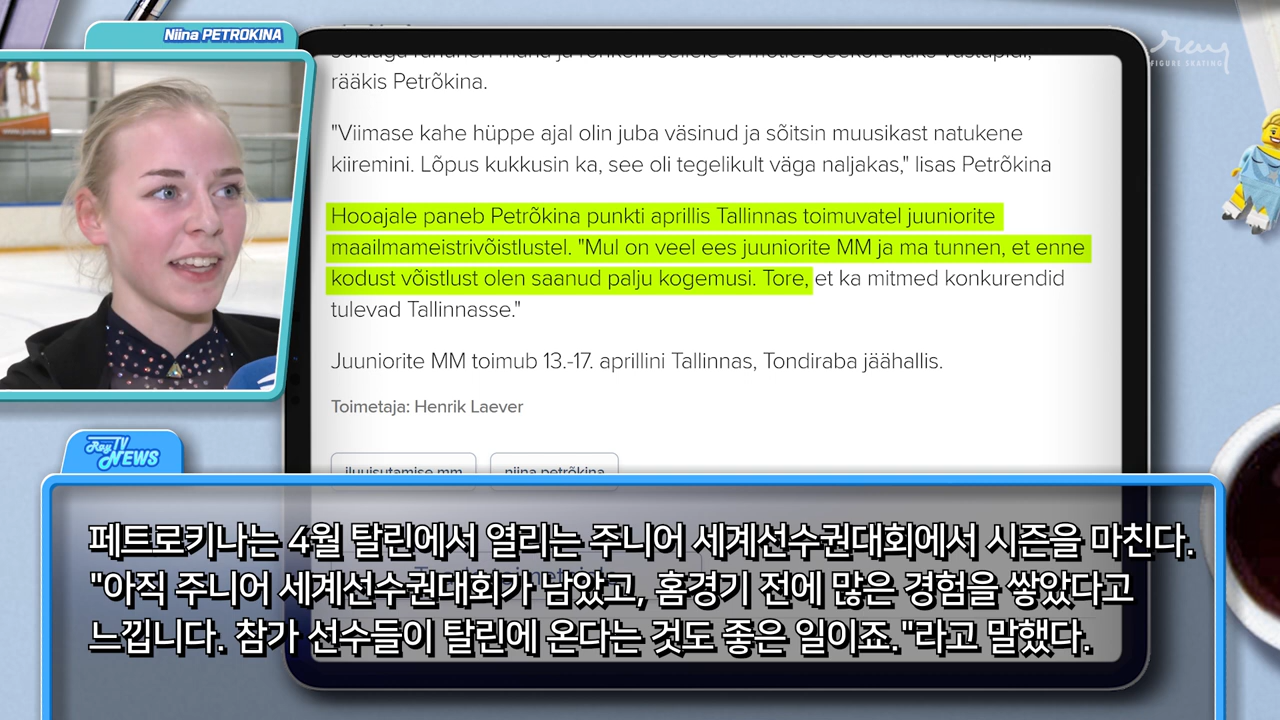 Niina PETROKINA
ray
FIGURE SKATING
rääkis Petrõkina.
"Viimase kahe hüppe ajal olin juba väsinud ja sõitsin muusikast natukene
kiiremini. Lõpus kukkusin ka, see oli tegelikult väga naljakas," lisas Petrõkina
Hooajale paneb Petrõkina punkti aprillis Tallinnas toimuvatel juuniorite
maailmameistrivõistlustel. "Mul on veel ees juuniorite MM ja ma tunnen, et enne
kodust võistlust olen saanud palju kogemusi. Tore, et ka mitmed konkurendid
tulevad Tallinnasse."
Juuniorite MM toimub 13.-17. aprillini Tallinnas, Tondiraba jäähallis.
Toimetaja: Henrik Laever
iluuisutamise mm
niina petrõkina
Ray TV
NEWS
페트로키나는 4월 탈린에서 열리는 주니어 세계선수권대회에서 시즌을 마친다.
"아직 주니어 세계선수권대회가 남았고, 홈경기 전에 많은 경험을 쌓았다고
느낍니다. 참가 선수들이 탈린에 온다는 것도 좋은 일이죠."라고 말했다.